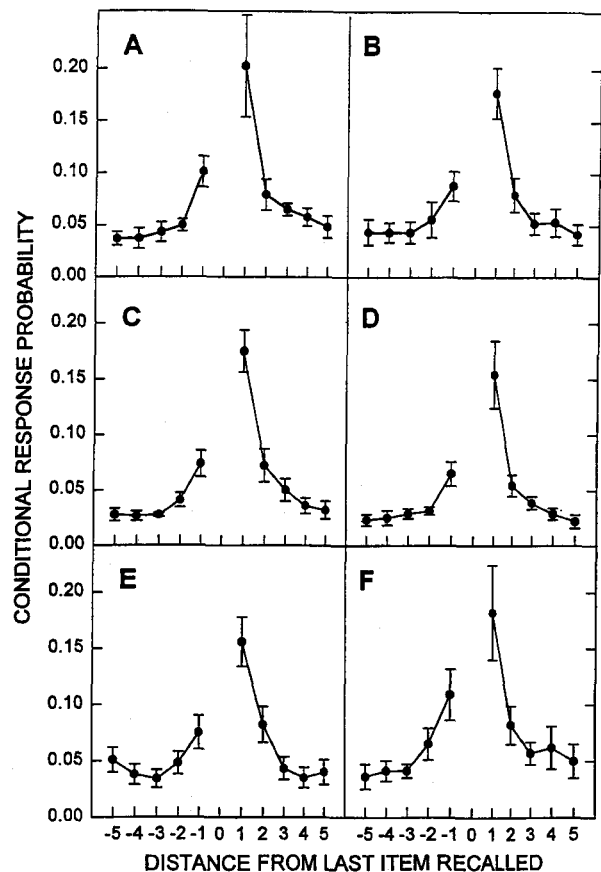 CONDITIONAL RESPONSE PROBABILITY
A
B
0.20
0.15
0.10
0.05
0.00
C
D
0.20
0.15
0.10
0.05
0.00
E
F
0.20
0.15
0.10
0.05
0.00
-5 -4 -3 -2 -1 0 1 2 3 4 5 -5 -4 -3 -2 -1 0 1 2 3 4 5
DISTANCE FROM LAST ITEM RECALLED